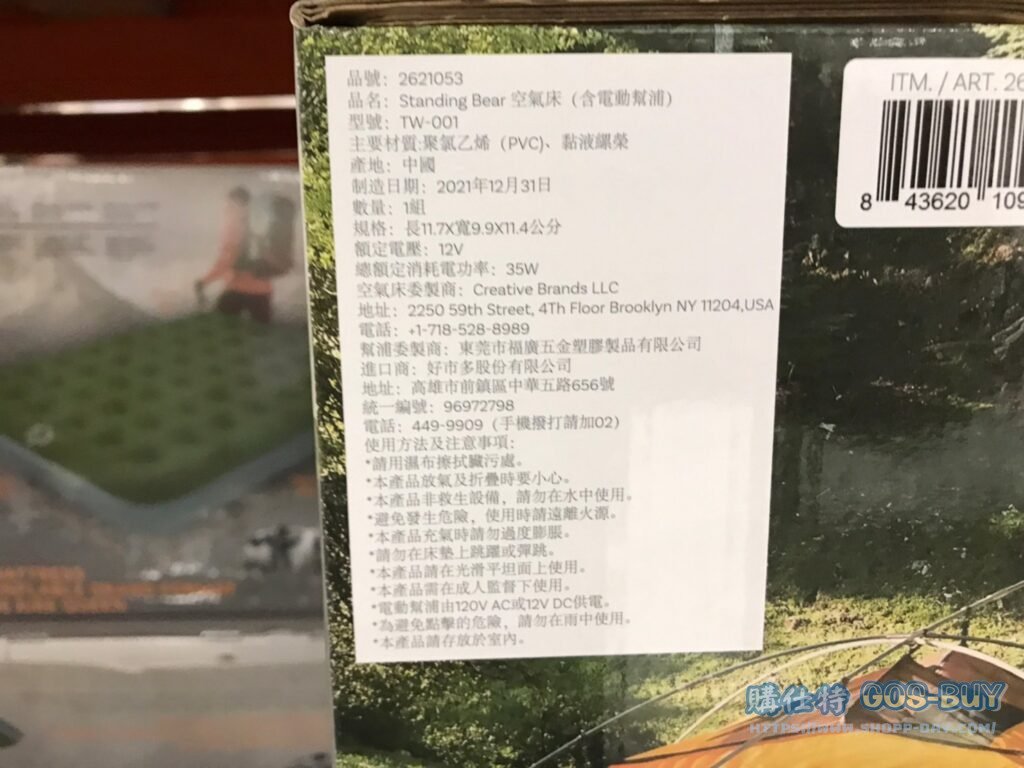 品號：2621053
品名：Standing Bear 空氣床（含電動幫浦）
型號：TW-001
主要材質:聚氯乙烯（PVC)、黏液縲縈
產地：中國
制造日期：2021年12月31日
數量：1組
規格：長11.7X寬9.9X11.4公分
額定電壓：12V
總額定消耗電功率：35W
空氣床委製商：Creative Brands LLC
地址：2250 59th Street, 4Th Floor Brooklyn NY 11204,USA
電話：+1-718-528-8989
幫浦委製商：東莞市福廣五金塑膠製品有限公司
進口商：好市多股份有限公司
地址：高雄市前鎮區中華五路656號
統一編號：96972798
電話：449-9909（手機撥打請加02）
使用方法及注意事項:
*請用濕布擦拭臟污處。
*本產品放氣及折疊時要小心。
*本產品非救生設備，請勿在水中使用。
*避免發生危險，使用時請遠離火源。
*本產品充氣時請勿過度膨脹。
*請勿在床墊上跳躍或彈跳。
*本產品請在光滑平坦面上使用。
*本產品需在成人監督下使用。
*電動幫浦由120V AC或12V DC供電。
*為避免點擊的危險，請勿在雨中使用。
*本產品請存放於室內。
ITM. / ART. 26
8 43620 109
購仕特 GOS-BUY
HTTPS://WWW.SHOPP-DAY.COM/